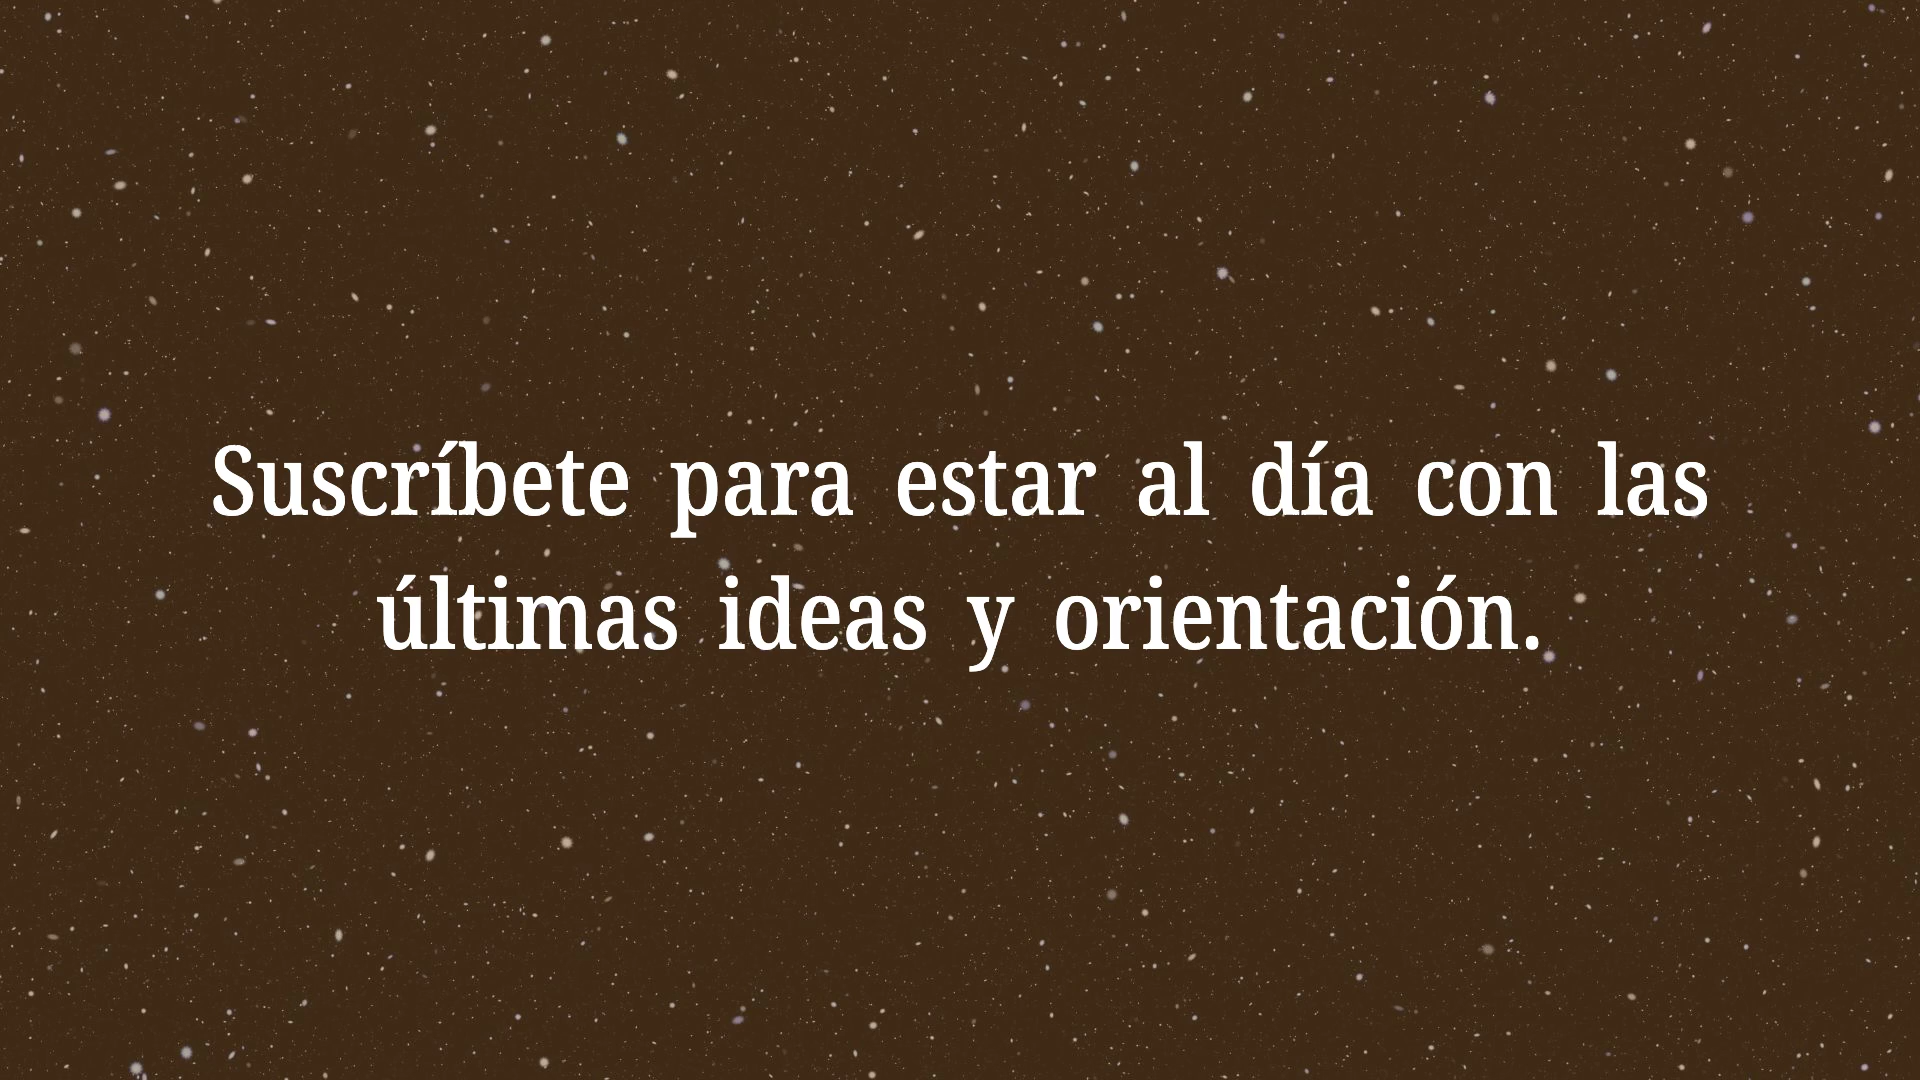 Suscríbete para estar al día con las
últimas ideas y orientación.